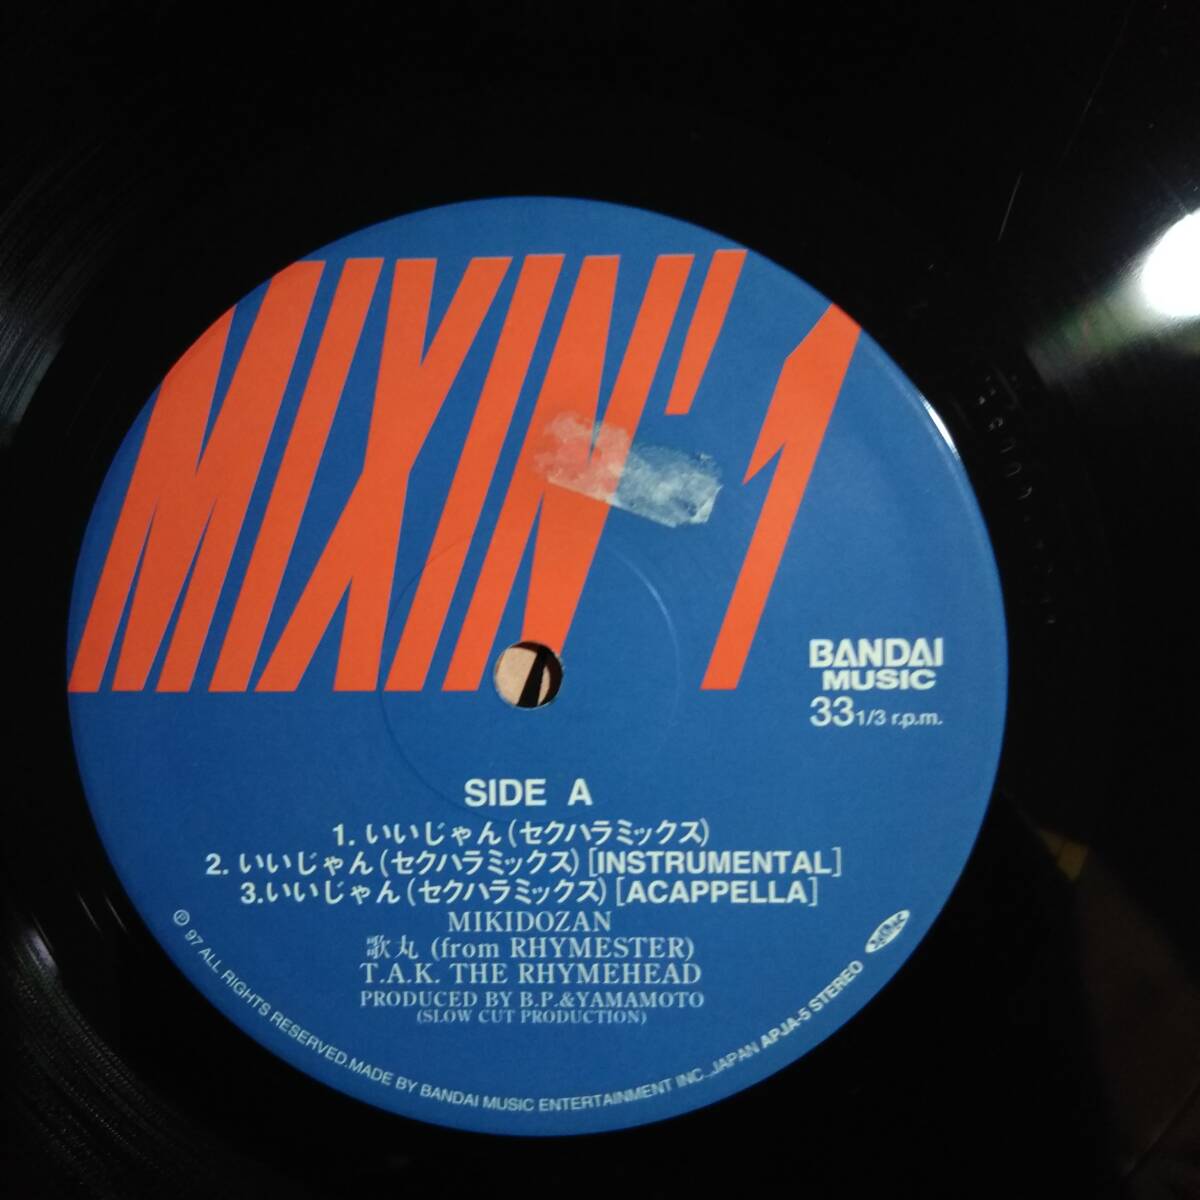 MIXIN' 1
BANDAI
MUSIC
33 1/3 r.p.m.
SIDE A
1. いいじゃん(セクハラミックス)
2. いいじゃん(セクハラミックス)[INSTRUMENTAL]
3.いいじゃん(セクハラミックス)[ACAPPELLA]
MIKIDOZAN
歌丸 (from RHYMESTER)
T.A.K. THE RHYMEHEAD
PRODUCED BY B.P.&YAMAMOTO
(SLOW CUT PRODUCTION)
Ⓟ 97 ALL RIGHTS RESERVED.MADE BY BANDAI MUSIC ENTERTAINMENT INC.,JAPAN APJA-5 STEREO